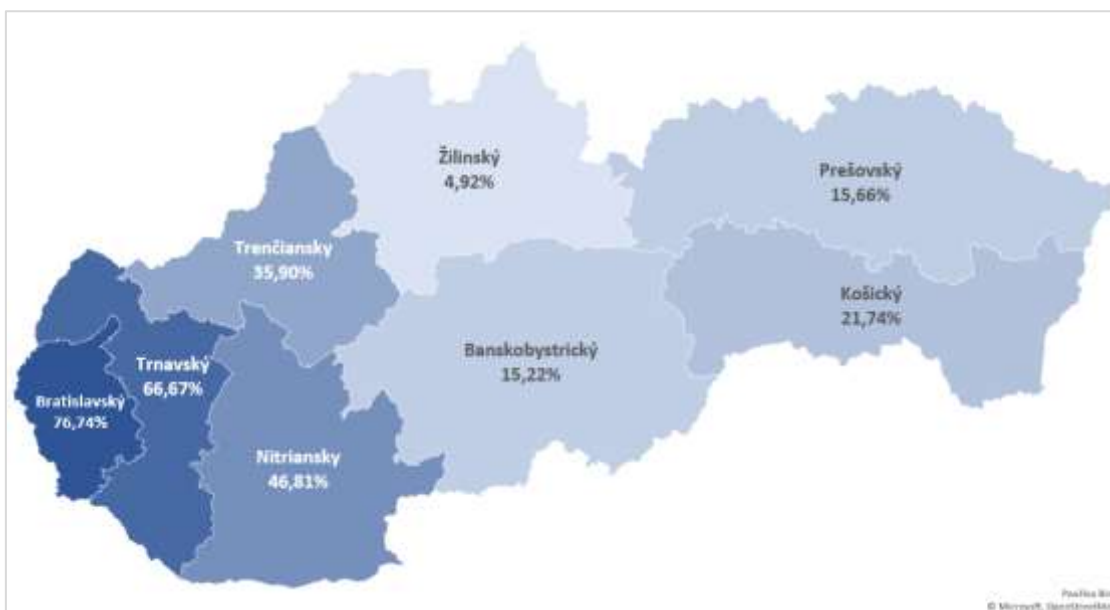 Žilinský
4,92%
Prešovský
15,66%
Trenčiansky
35,90%
Košický
21,74%
Banskobystrický
15,22%
Trnavský
66,67%
Bratislavský
76,74%
Nitriansky
46,81%
© Microsoft,